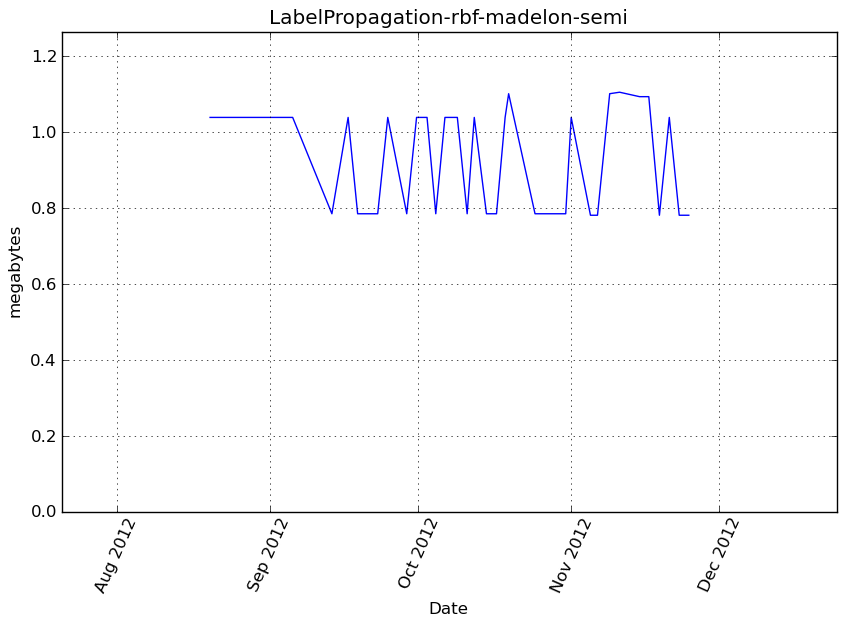 LabelPropagation-rbf-madelon-semi
1.2
1.0
0.8
0.6
0.4
0.2
0.0
megabytes
Aug 2012
Sep 2012
Oct 2012
Nov 2012
Dec 2012
Date